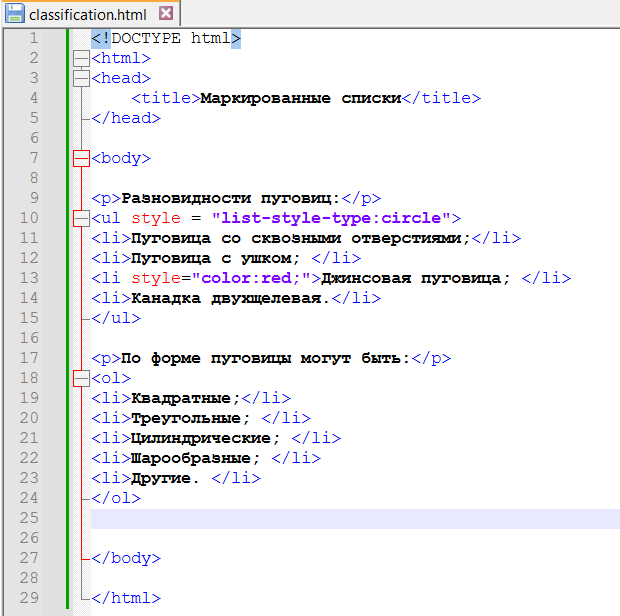 classification.html
1 <!DOCTYPE html>
2 <html>
3 <head>
4 <title>Маркированные списки</title>
5 </head>
6
7 <body>
8
9 <p>Разновидности пуговиц:</p>
10 <ul style = "list-style-type:circle">
11 <li>Пуговица со сквозными отверстиями;</li>
12 <li>Пуговица с ушком; </li>
13 <li style="color:red;">Джинсовая пуговица; </li>
14 <li>Канадка двухщелевая.</li>
15 </ul>
16
17 <p>По форме пуговицы могут быть:</p>
18 <ol>
19 <li>Квадратные;</li>
20 <li>Треугольные; </li>
21 <li>Цилиндрические; </li>
22 <li>Шарообразные; </li>
23 <li>Другие. </li>
24 </ol>
25
26
27 </body>
28
29 </html>